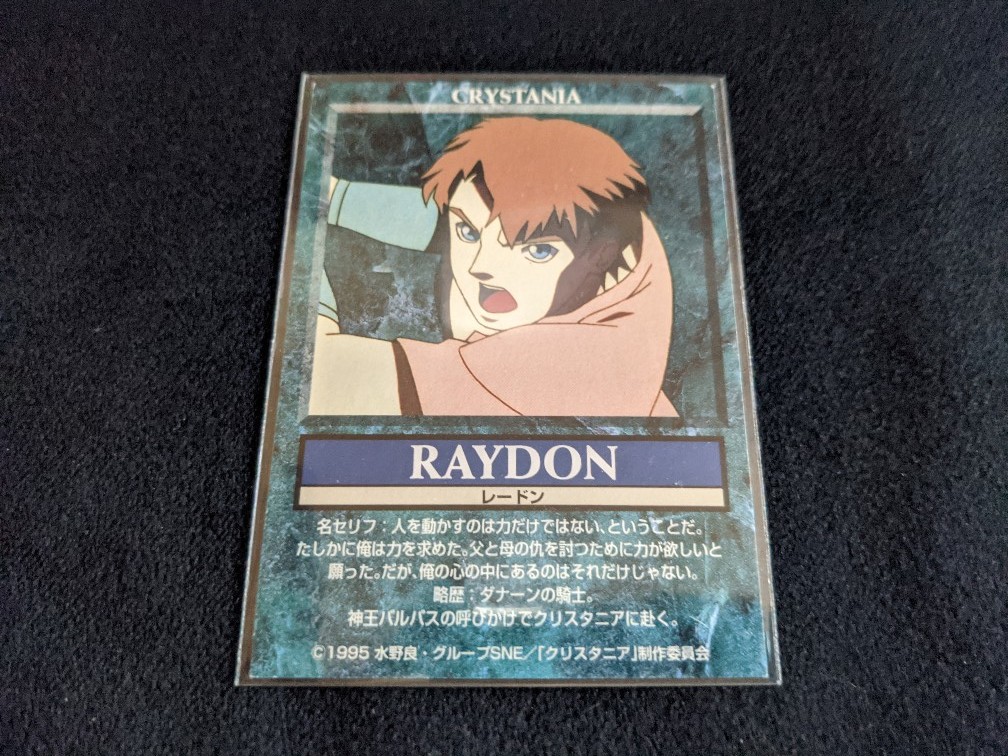 CRYSTANIA
RAYDON
レードン
名セリフ：人を動かすのは力だけではない、ということだ。
たしかに俺は力を求めた。父と母の仇を討つために力が欲しいと
願った。だが、俺の心の中にあるのはそれだけじゃない。
略歴：ダナーンの騎士。
神王バルバスの呼びかけでクリスタニアに赴く。
©1995 水野良・グループSNE／「クリスタニア」制作委員会